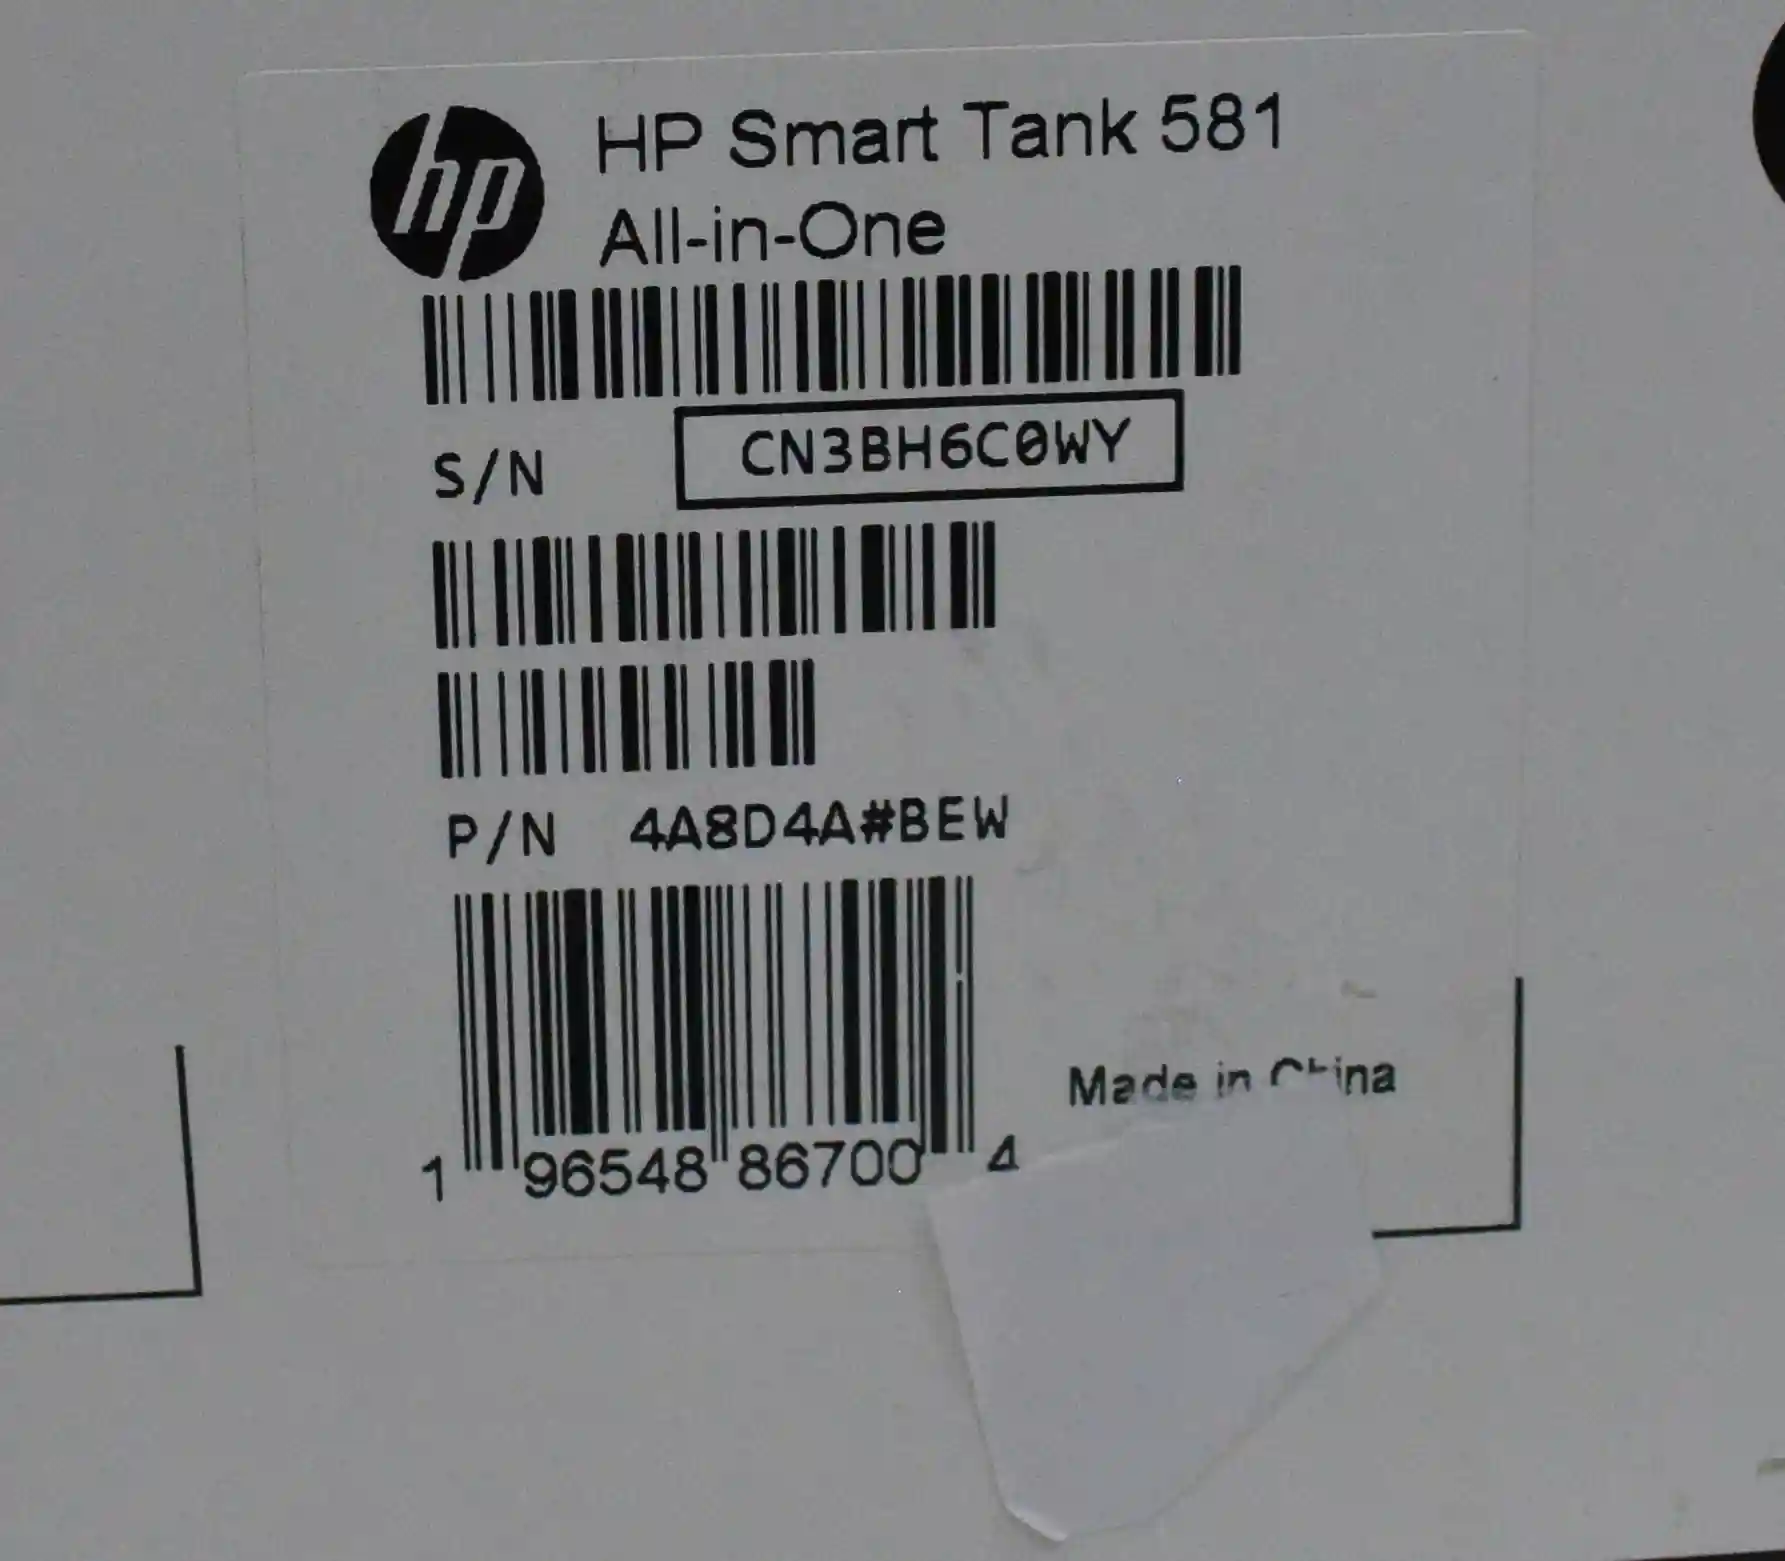 hp
HP Smart Tank 581
All-in-One
S/N CN3BH6C0WY
P/N 4A8D4A#BEW
1 96548 86700 4
Made in China